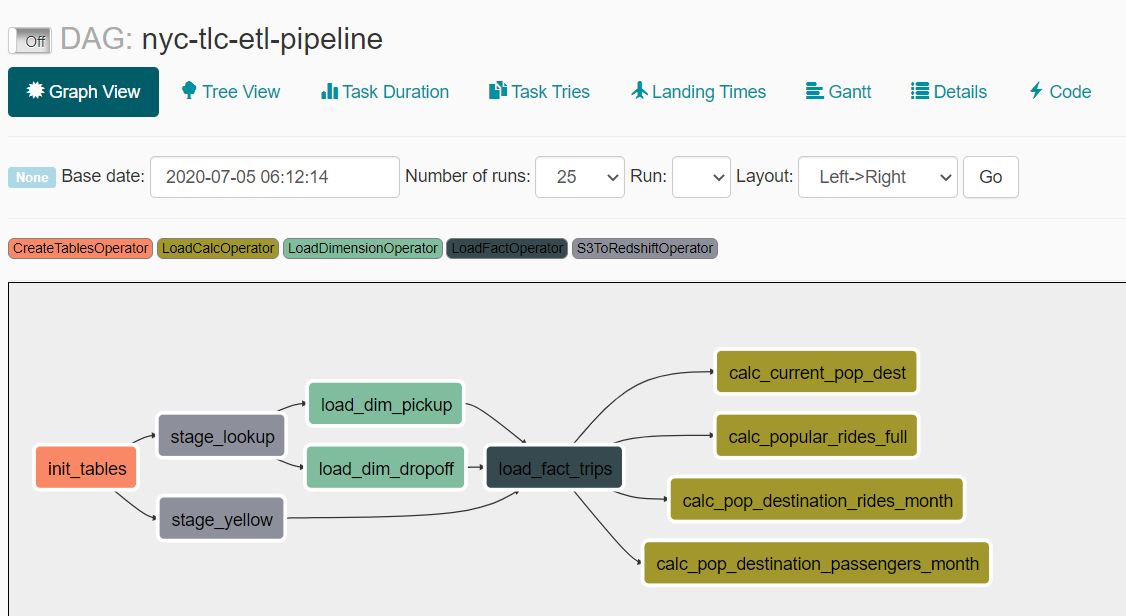 Off DAG: nyc-tlc-etl-pipeline
Graph View Tree View Task Duration Task Tries Landing Times Gantt Details Code
None Base date: 2020-07-05 06:12:14 Number of runs: 25 Run: Layout: Left->Right Go
CreateTablesOperator LoadCalcOperator LoadDimensionOperator LoadFactOperator S3ToRedshiftOperator
init_tables
stage_lookup
stage_yellow
load_dim_pickup
load_dim_dropoff
load_fact_trips
calc_current_pop_dest
calc_popular_rides_full
calc_pop_destination_rides_month
calc_pop_destination_passengers_month